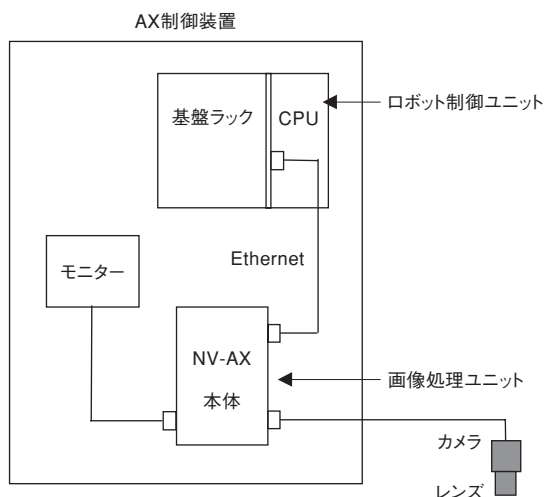 AX制御装置
基盤ラック
CPU
ロボット制御ユニット
Ethernet
モニター
NV-AX
本体
画像処理ユニット
カメラ
レンズ